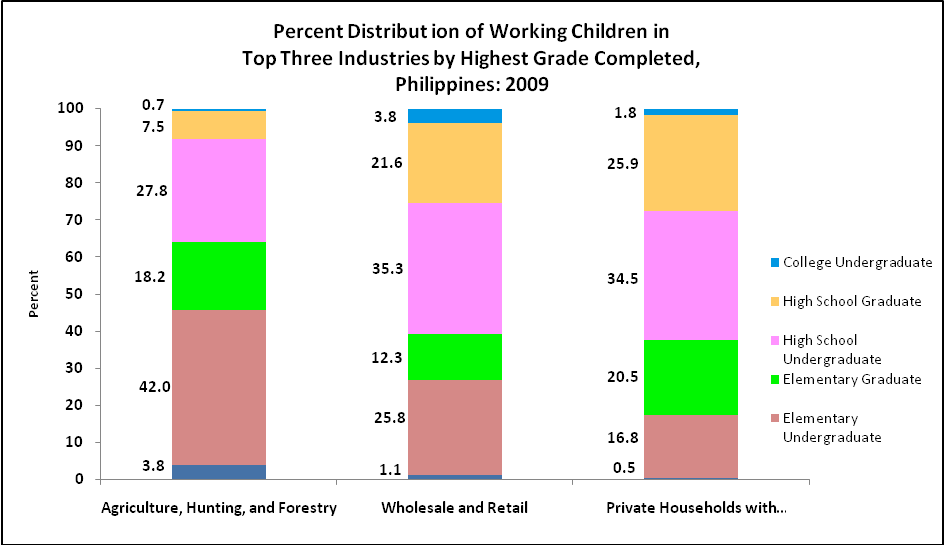 Percent Distribut ion of Working Children in
Top Three Industries by Highest Grade Completed,
Philippines: 2009
Percent
100
90
80
70
60
50
40
30
20
10
0
0.7
7.5
27.8
18.2
42.0
3.8
3.8
21.6
35.3
12.3
25.8
1.1
1.8
25.9
34.5
20.5
16.8
0.5
Agriculture, Hunting, and Forestry
Wholesale and Retail
Private Households with...
College Undergraduate
High School Graduate
High School
Undergraduate
Elementary Graduate
Elementary
Undergraduate